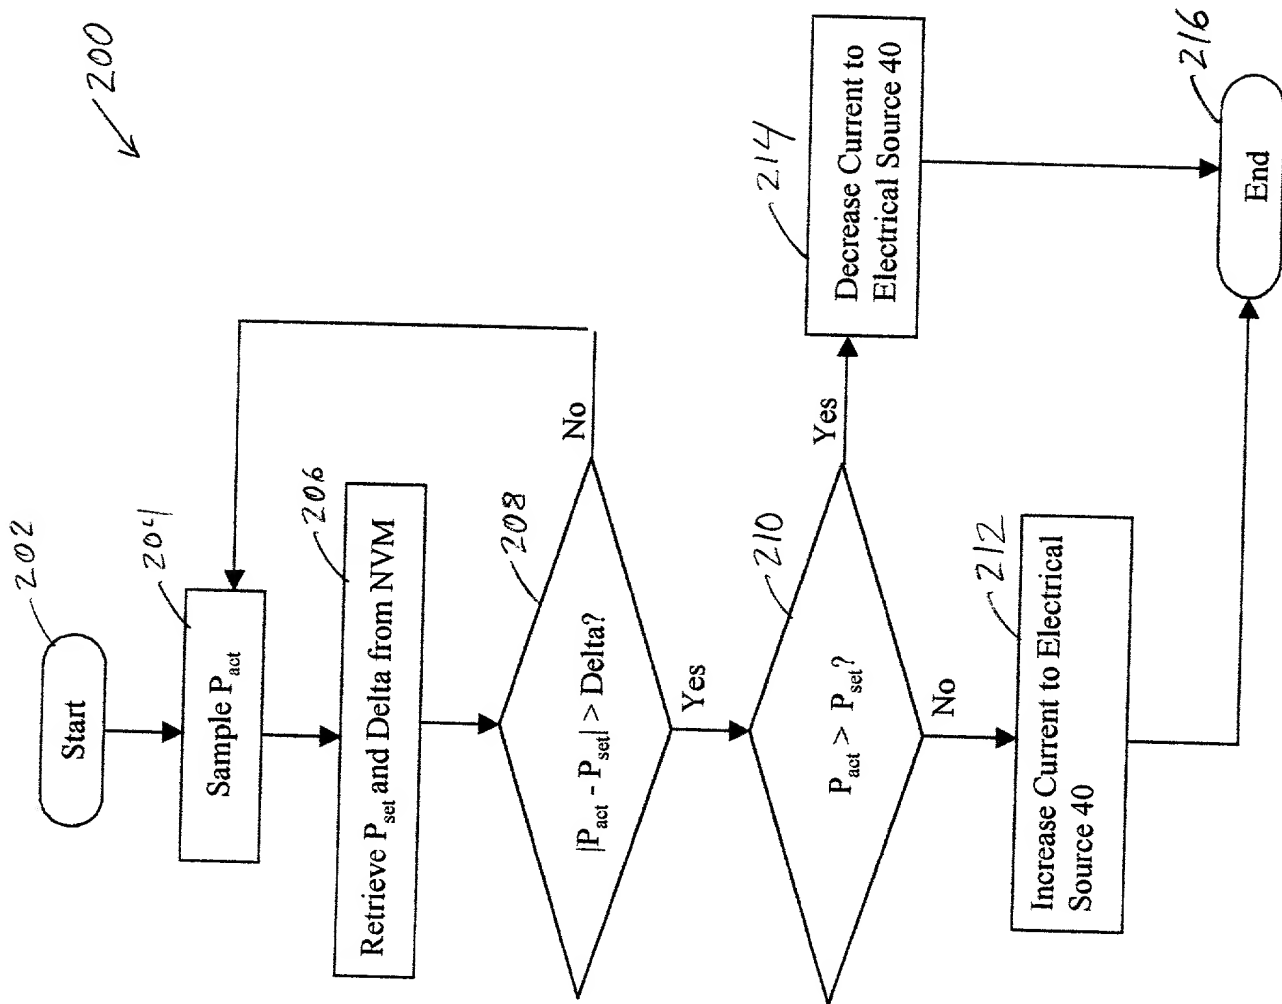 200
202
Start
204
Sample P_act
206
Retrieve P_set and Delta from NVM
208
|P_act - P_set| > Delta?
No
Yes
210
P_act > P_set?
Yes
No
214
Decrease Current to
Electrical Source 40
212
Increase Current to Electrical
Source 40
216
End